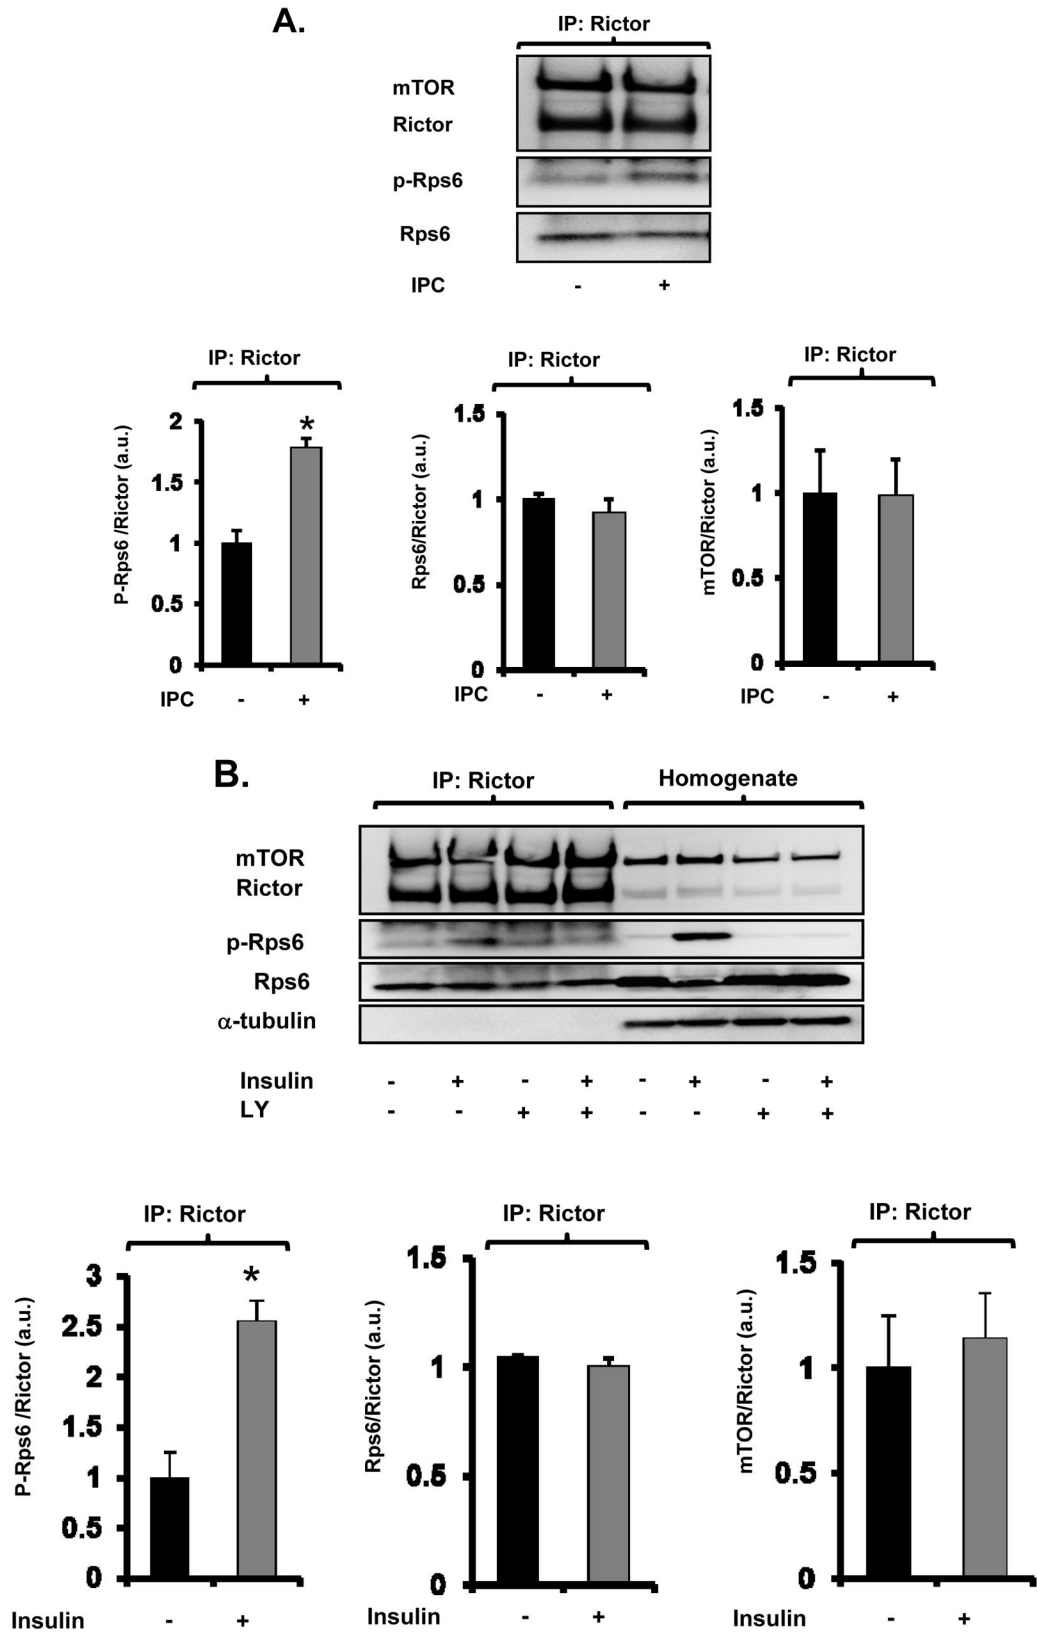 A.
IP: Rictor
mTOR
Rictor
p-Rps6
Rps6
IPC - +
IP: Rictor
P-Rps6 /Rictor (a.u.)
2
*
1.5
1
0.5
0
IPC - +
IP: Rictor
Rps6/Rictor (a.u.)
1.5
1
0.5
0
IPC - +
IP: Rictor
mTOR/Rictor (a.u.)
1.5
1
0.5
0
IPC - +
B.
IP: Rictor Homogenate
mTOR
Rictor
p-Rps6
Rps6
α-tubulin
Insulin - + - + - + - +
LY - - + + - - + +
IP: Rictor
P-Rps6 /Rictor (a.u.)
3
*
2.5
2
1.5
1
0.5
0
Insulin - +
IP: Rictor
Rps6/Rictor (a.u.)
1.5
1
0.5
0
Insulin - +
IP: Rictor
mTOR/Rictor (a.u.)
1.5
1
0.5
0
Insulin - +